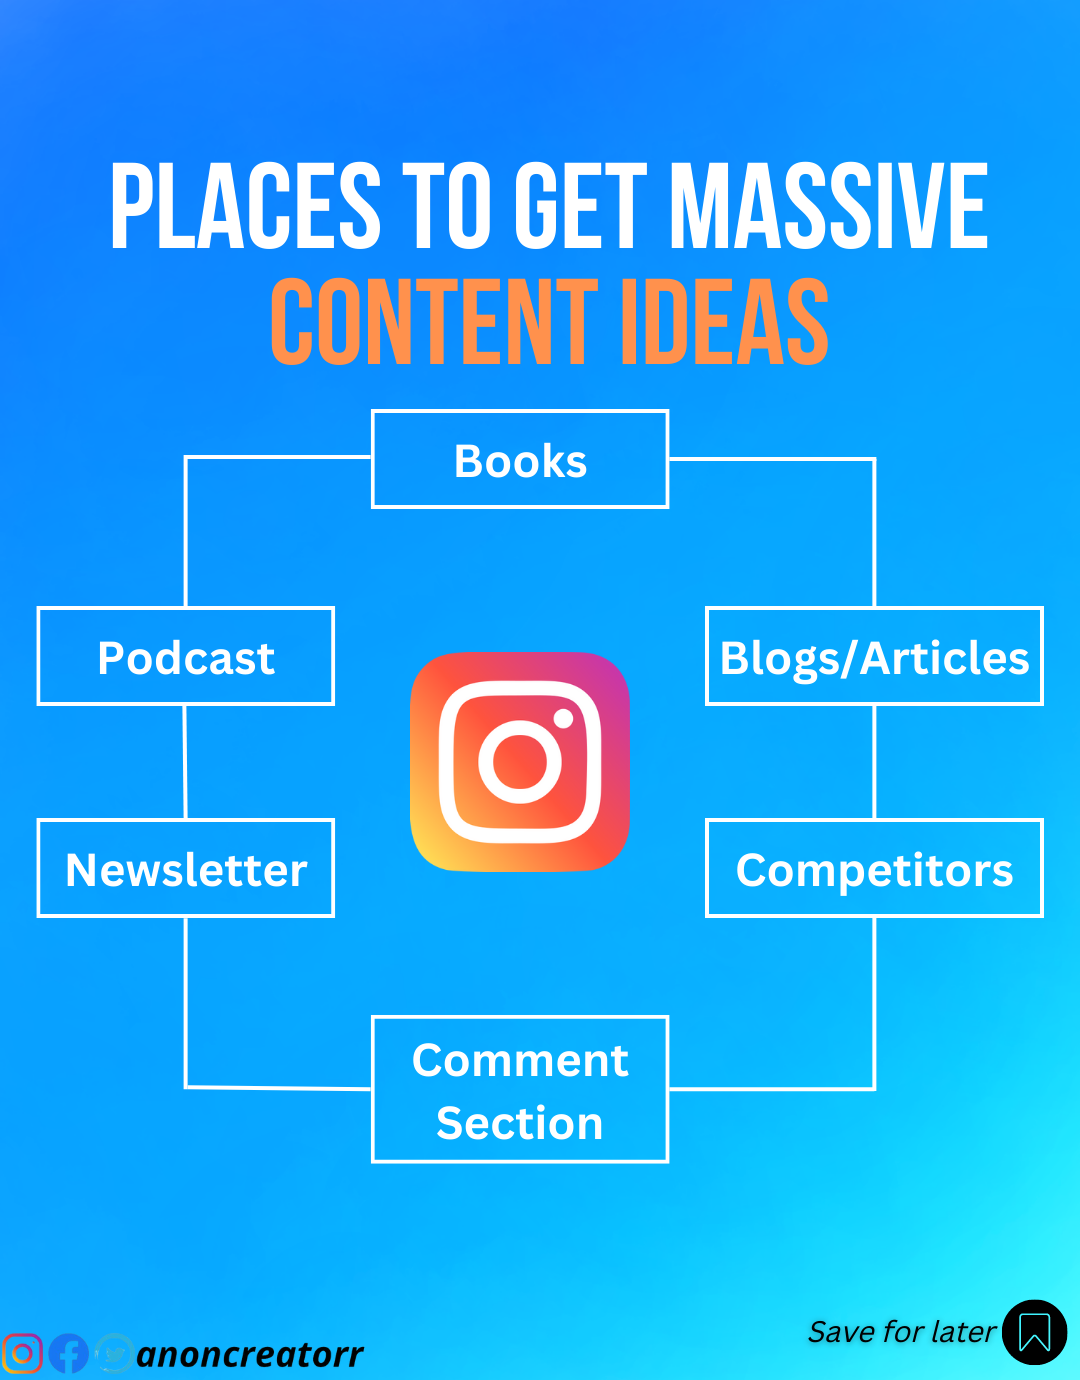 PLACES TO GET MASSIVE
CONTENT IDEAS
Books
Podcast
Blogs/Articles
Newsletter
Competitors
Comment
Section
Save for later
anoncreatorr